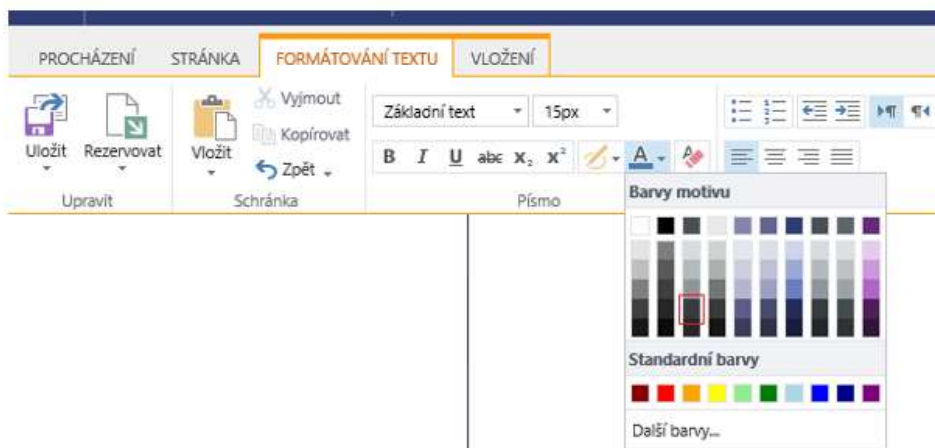 PROCHÁZENÍ STRÁNKA FORMÁTOVÁNÍ TEXTU VLOŽENÍ
Uložit Rezervovat Vložit
Vyjmout
Kopírovat
Zpět
Základní text 15px
B I U abc X₂ X²
A
Upravit Schránka Písmo
Barvy motivu
Standardní barvy
Další barvy...